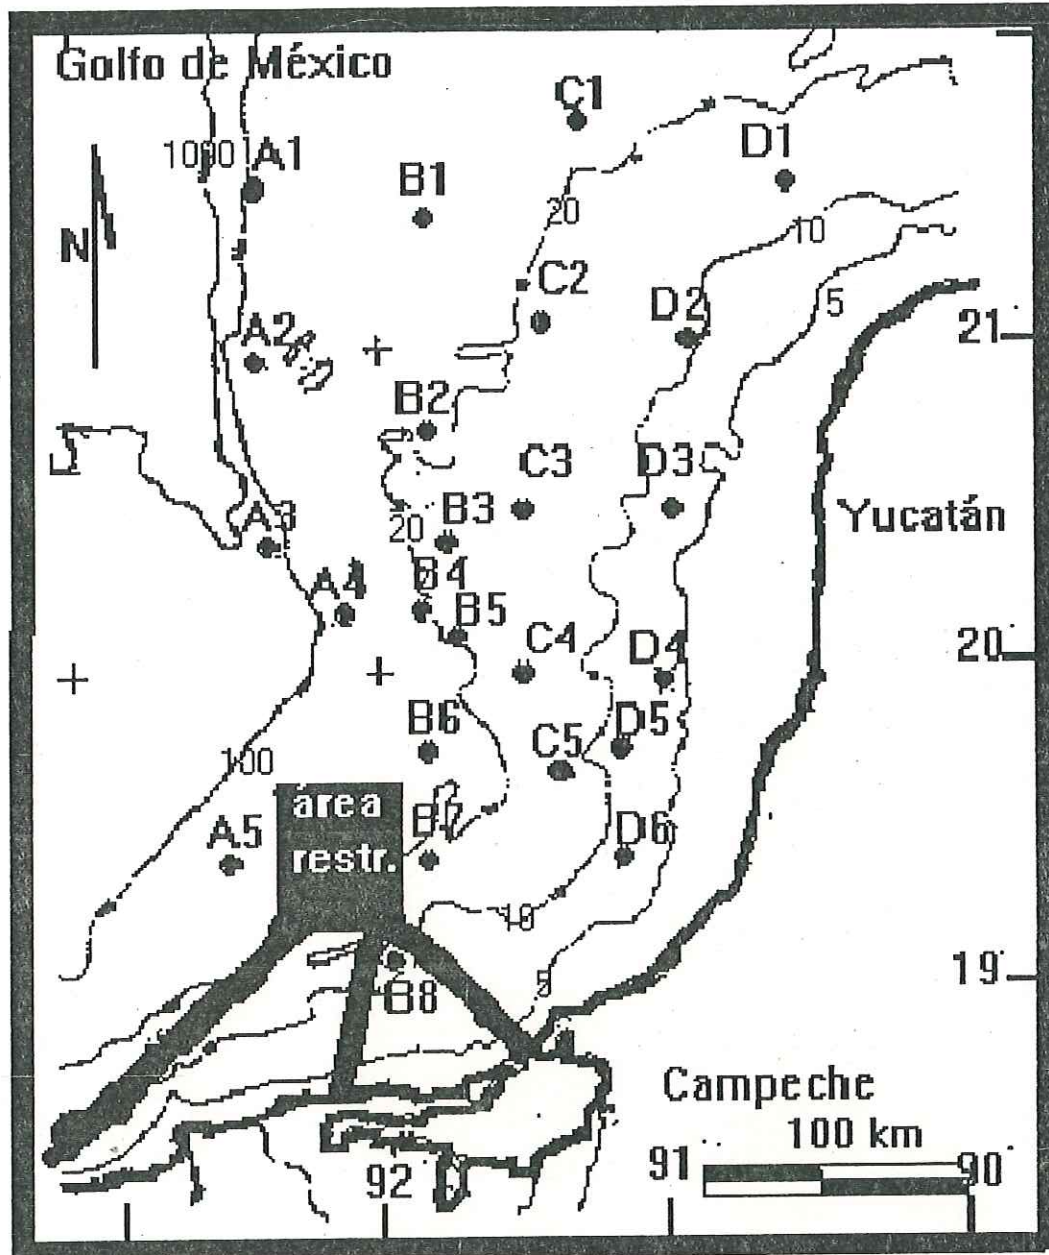 Golfo de México
C1
1000
A1
D1
B1
20
10
N
C2
5
A2
D2
21
B2
C3
D3
20
B3
Yucatán
A3
B4
A4
B5
C4
D4
20
B6
D5
C5
100
área
restr.
A5
B7
D6
10
19
5
B8
Campeche
100 km
92
91
90